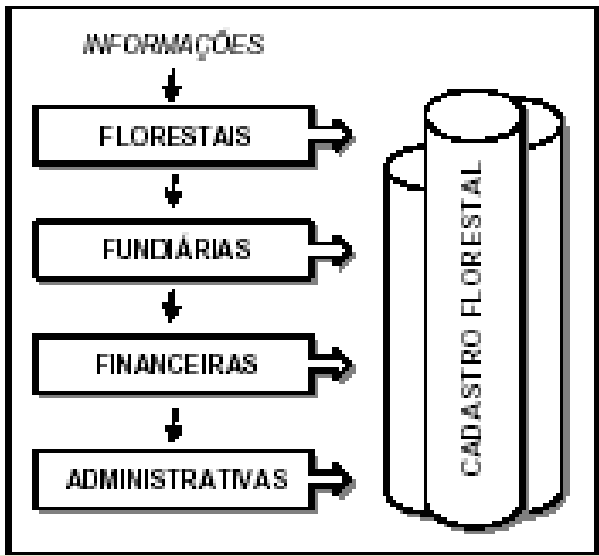 INFORMAÇÕES
FLORESTAIS
FUNDIÁRIAS
FINANCEIRAS
ADMINISTRATIVAS
CADASTRO FLORESTAL